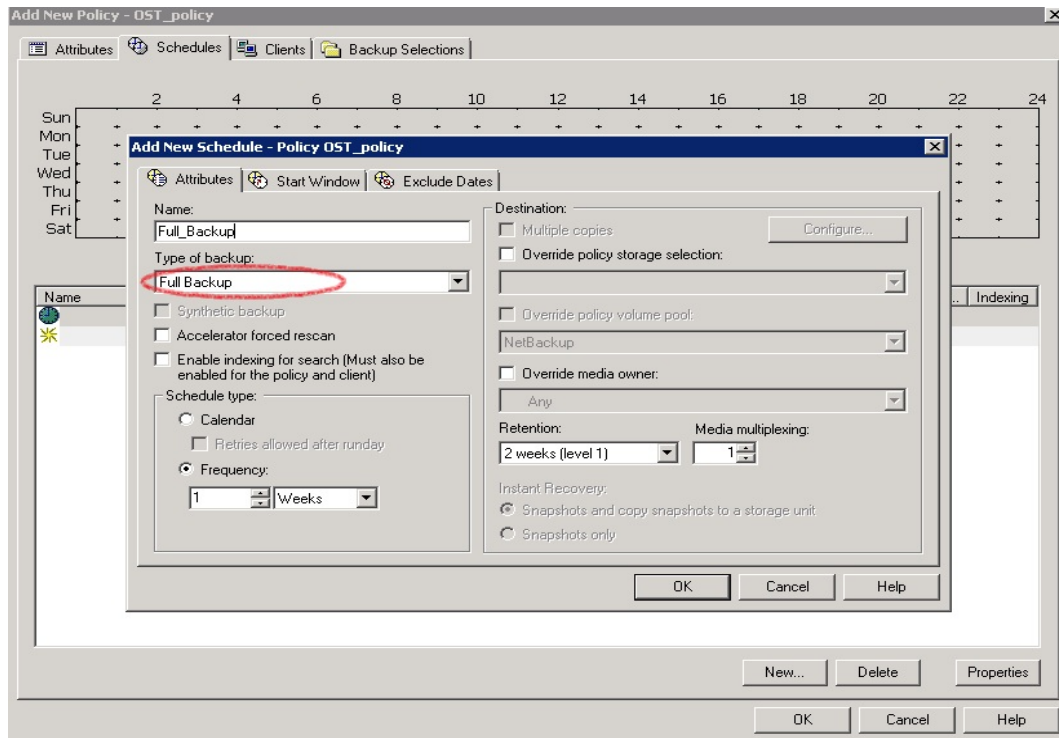 Add New Policy - OST_policy
Attributes Schedules Clients Backup Selections
2 4 6 8 10 12 14 16 18 20 22 24
Sun
Mon
Tue
Wed
Thu
Fri
Sat
Name .. Indexing
Add New Schedule - Policy OST_policy
Attributes Start Window Exclude Dates
Name:
Full_Backup
Type of backup:
Full Backup
Synthetic backup
Accelerator forced rescan
Enable indexing for search (Must also be
enabled for the policy and client)
Schedule type:
Calendar
Retries allowed after runday
Frequency:
1 Weeks
Destination:
Multiple copies Configure...
Override policy storage selection:
Override policy volume pool:
NetBackup
Override media owner:
Any
Retention: Media multiplexing:
2 weeks (level 1) 1
Instant Recovery:
Snapshots and copy snapshots to a storage unit
Snapshots only
OK Cancel Help
New... Delete Properties
OK Cancel Help